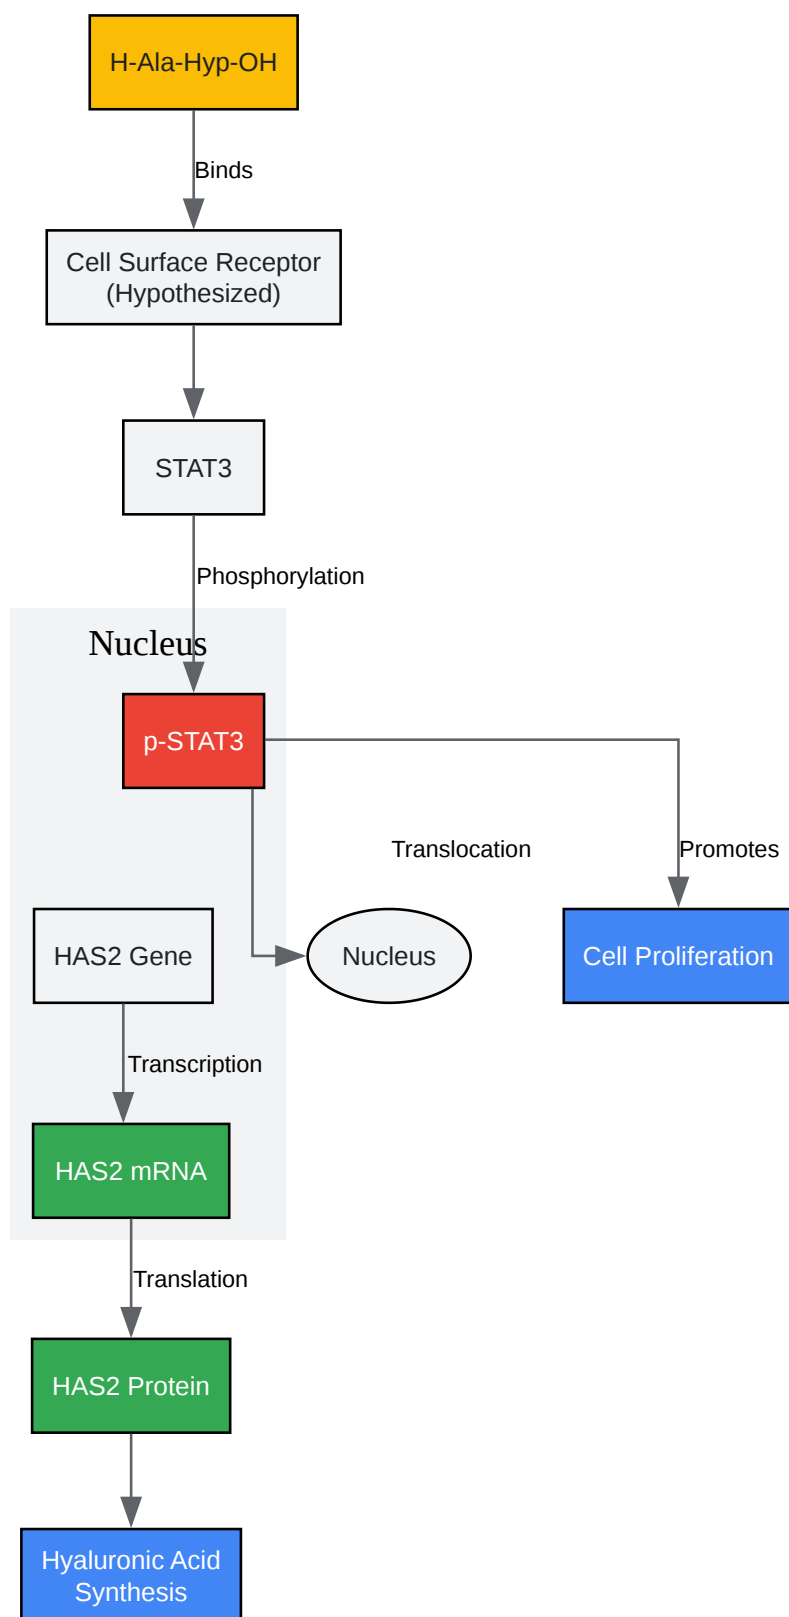 H-Ala-Hyp-OH
Binds
Cell Surface Receptor
(Hypothesized)
STAT3
Phosphorylation
Nucleus
p-STAT3
Translocation
Promotes
HAS2 Gene
Nucleus
Cell Proliferation
Transcription
HAS2 mRNA
Translation
HAS2 Protein
Hyaluronic Acid
Synthesis